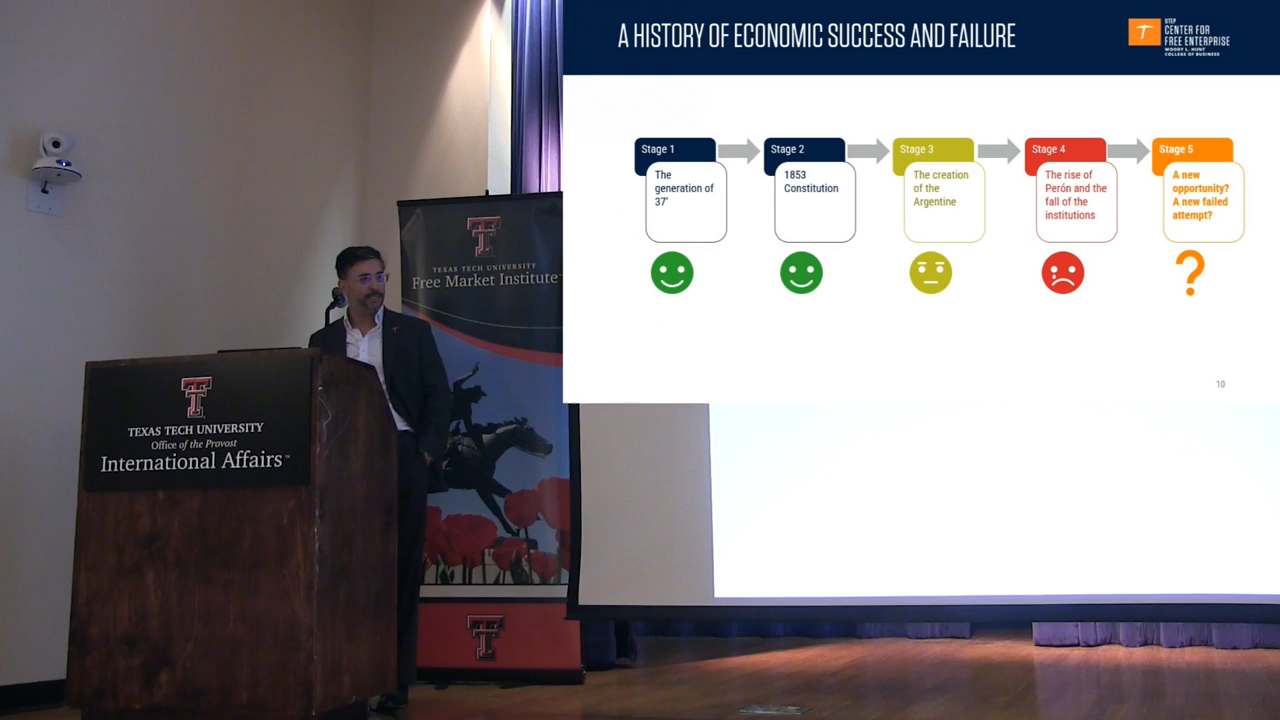 A HISTORY OF ECONOMIC SUCCESS AND FAILURE
UTEP
CENTER FOR
FREE ENTERPRISE
WOODY L. HUNT
COLLEGE OF BUSINESS
Stage 1
The
generation of
37'
Stage 2
1853
Constitution
Stage 3
The creation
of the
Argentine
Stage 4
The rise of
Perón and the
fall of the
institutions
Stage 5
A new
opportunity?
A new failed
attempt?
?
10
TEXAS TECH UNIVERSITY
Free Market Institute
TEXAS TECH UNIVERSITY
Office of the Provost
International Affairs™